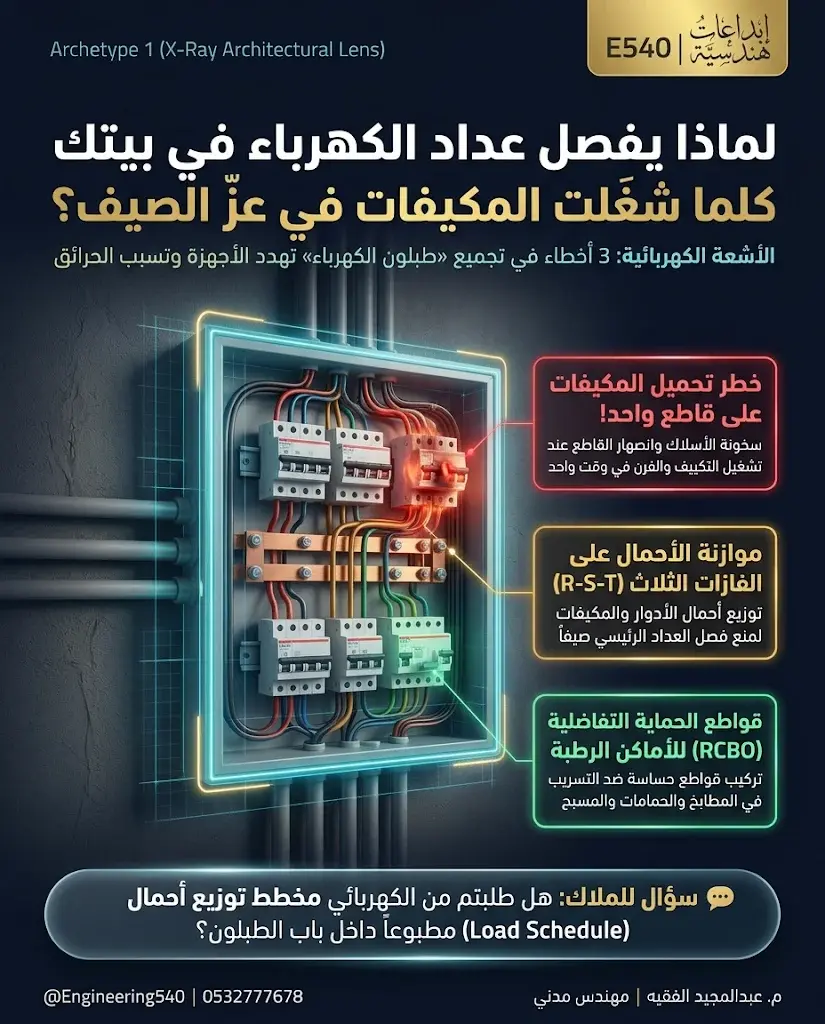 Archetype 1 (X-Ray Architectural Lens)
E540 | إبداعات هندسية
لماذا يفصل عداد الكهرباء في بيتك
كلما شغَلت المكيفات في عزّ الصيف؟
الأشعة الكهربائية: 3 أخطاء في تجميع «طبلون الكهرباء» تهدد الأجهزة وتسبب الحرائق
خطر تحميل المكيفات
على قاطع واحد!
سخونة الأسلاك وانصهار القاطع عند
تشغيل التكييف والفرن في وقت واحد
موازنة الأحمال على
الفازات الثلاث (R-S-T)
توزيع أحمال الأدوار والمكيفات
لمنع فصل العداد الرئيسي صيفاً
قواطع الحماية التفاضلية
(RCBO) للأماكن الرطبة
تركيب قواطع حساسة ضد التسريب
في المطابخ والحمامات والمسبح
سؤال للملاك: هل طلبتم من الكهربائي مخطط توزيع أحمال
(Load Schedule) مطبوعاً داخل باب الطبلون؟
م. عبدالمجيد الفقيه | مهندس مدني
@Engineering540 | 0532777678